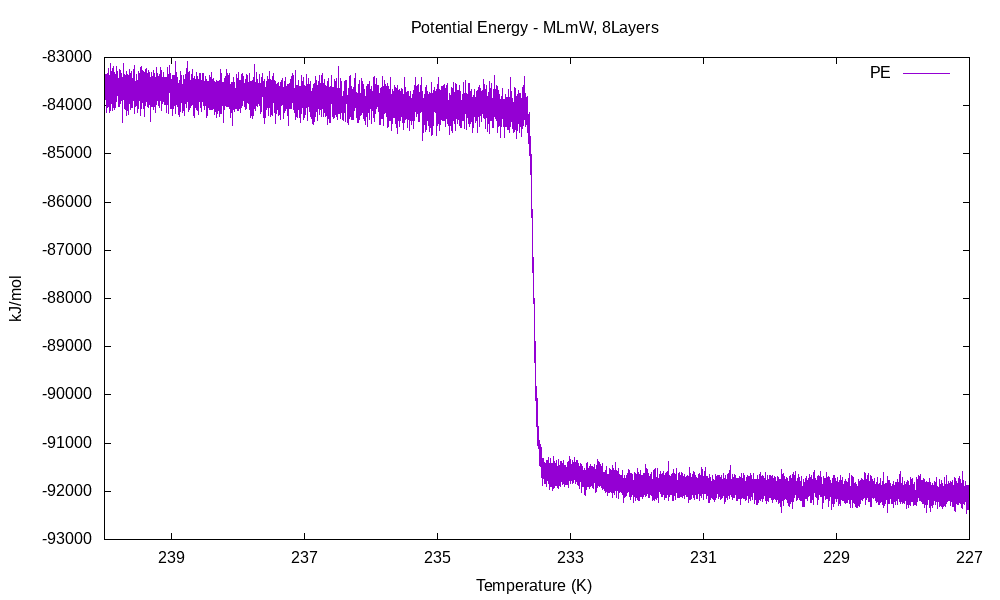 Potential Energy - MLmW, 8Layers
PE
-83000
-84000
-85000
-86000
-87000
-88000
-89000
-90000
-91000
-92000
-93000
kJ/mol
239 237 235 233 231 229 227
Temperature (K)